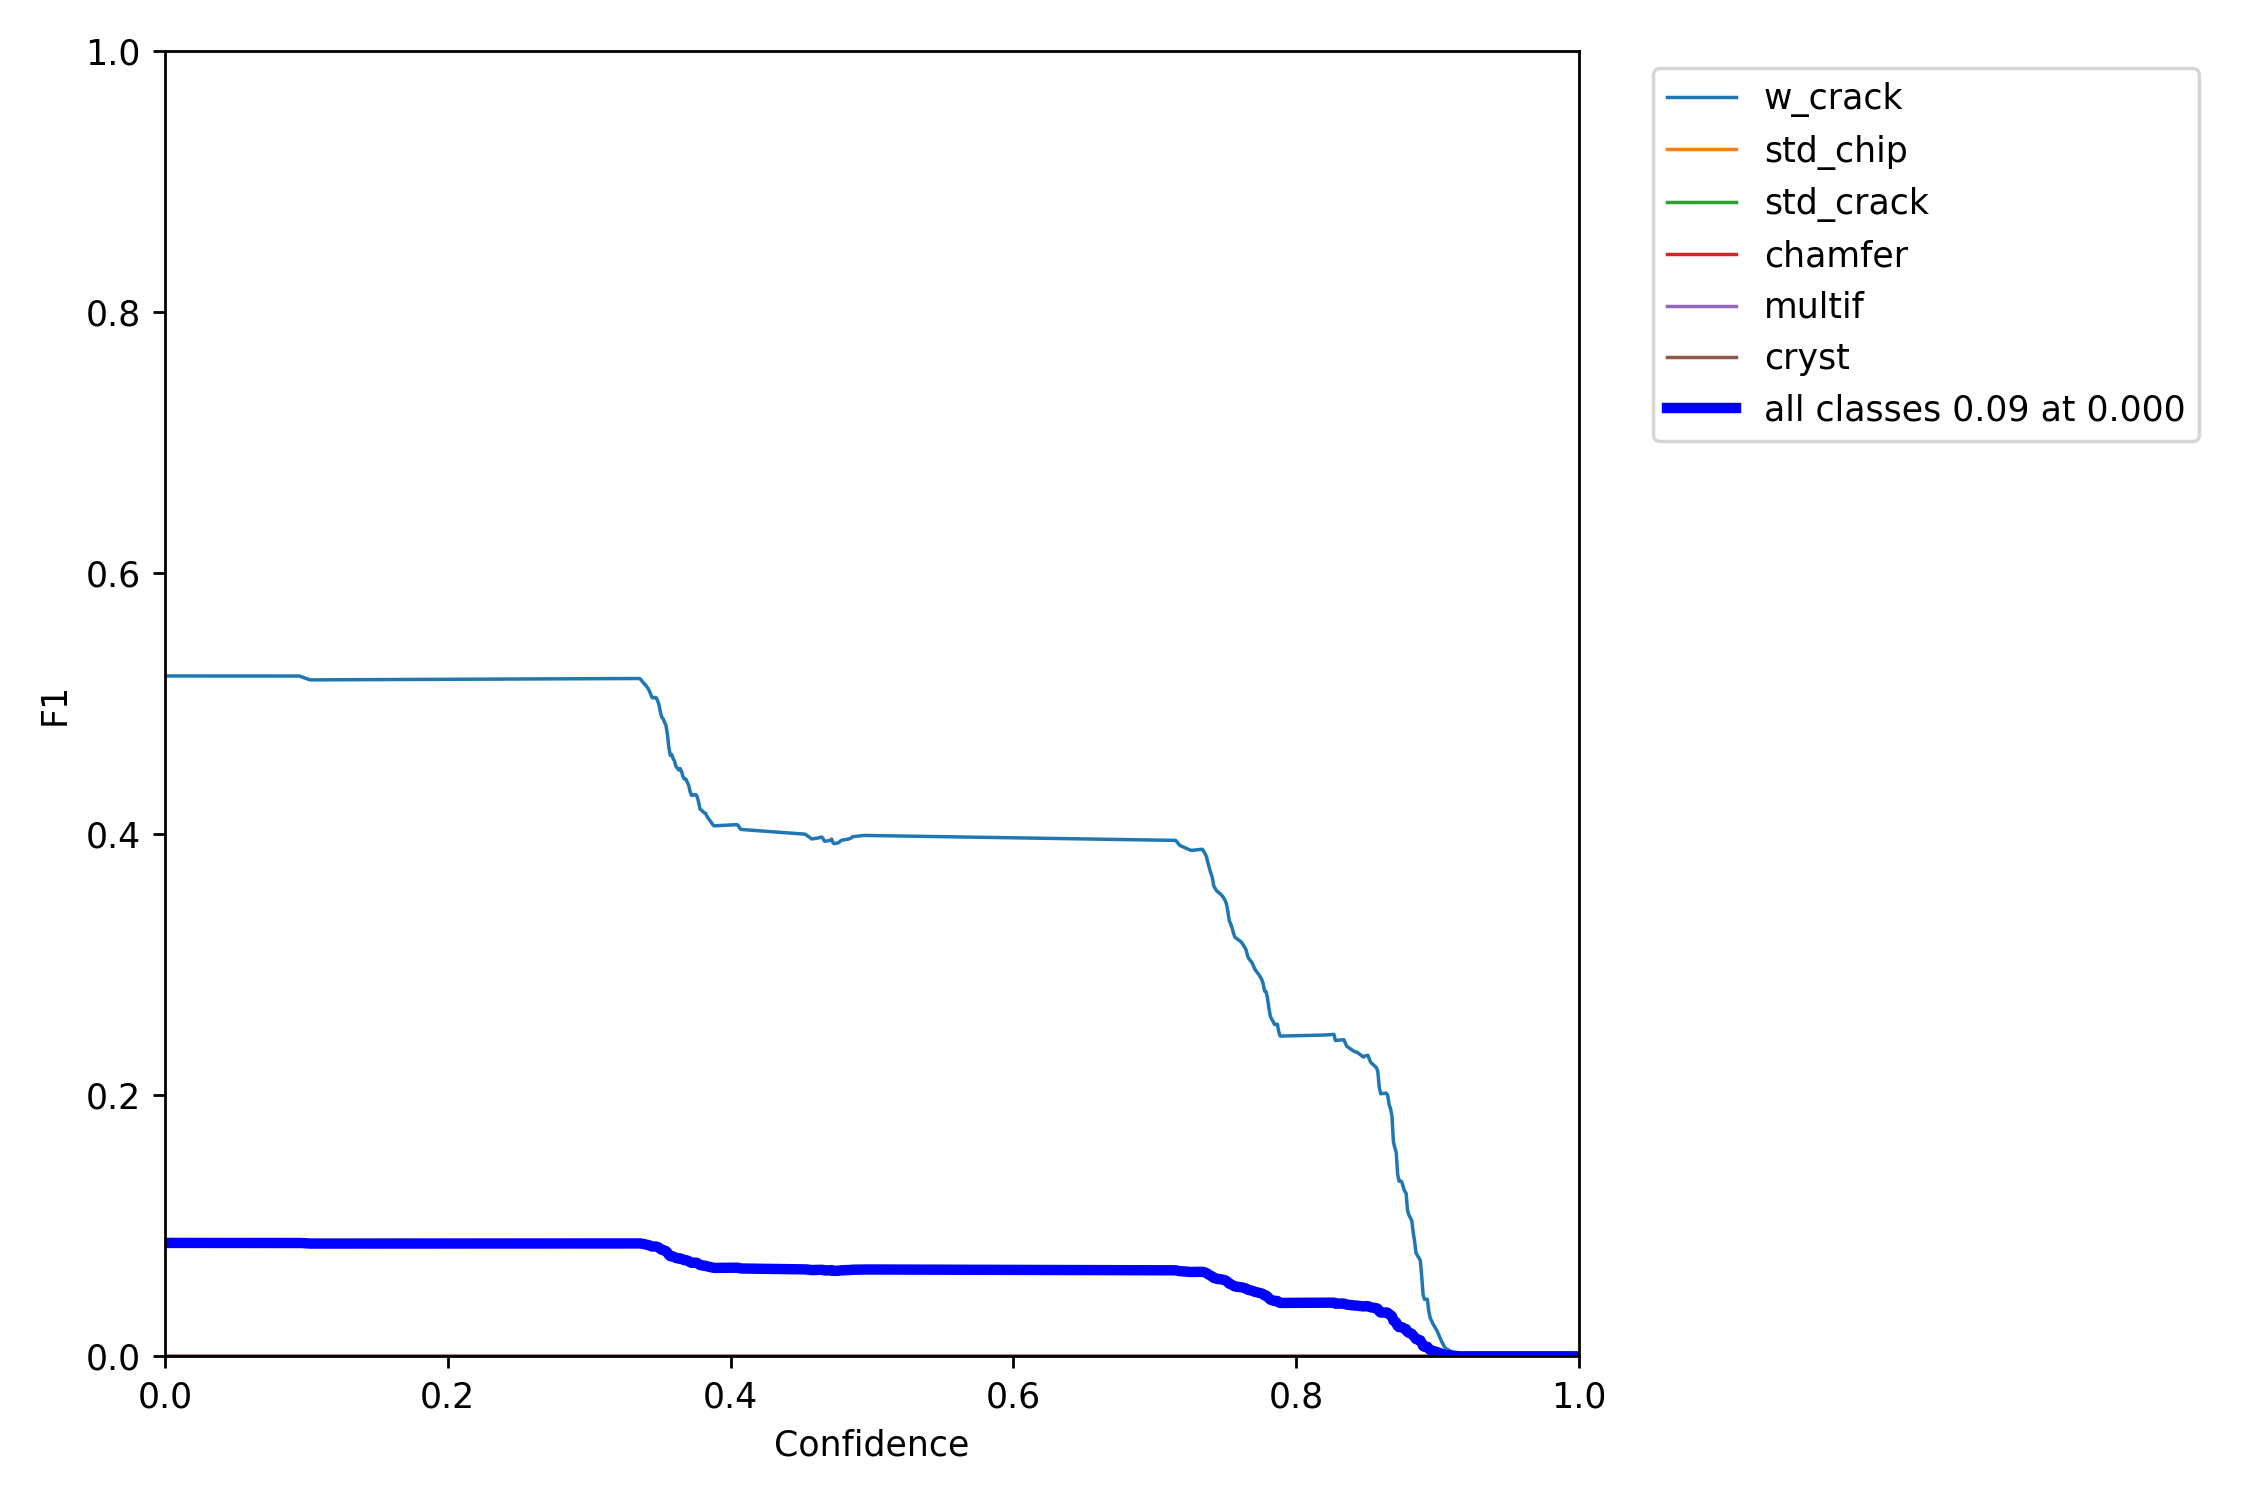 1.0
0.8
0.6
0.4
0.2
0.0
F1
0.0 0.2 0.4 0.6 0.8 1.0
Confidence
w_crack
std_chip
std_crack
chamfer
multif
cryst
all classes 0.09 at 0.000